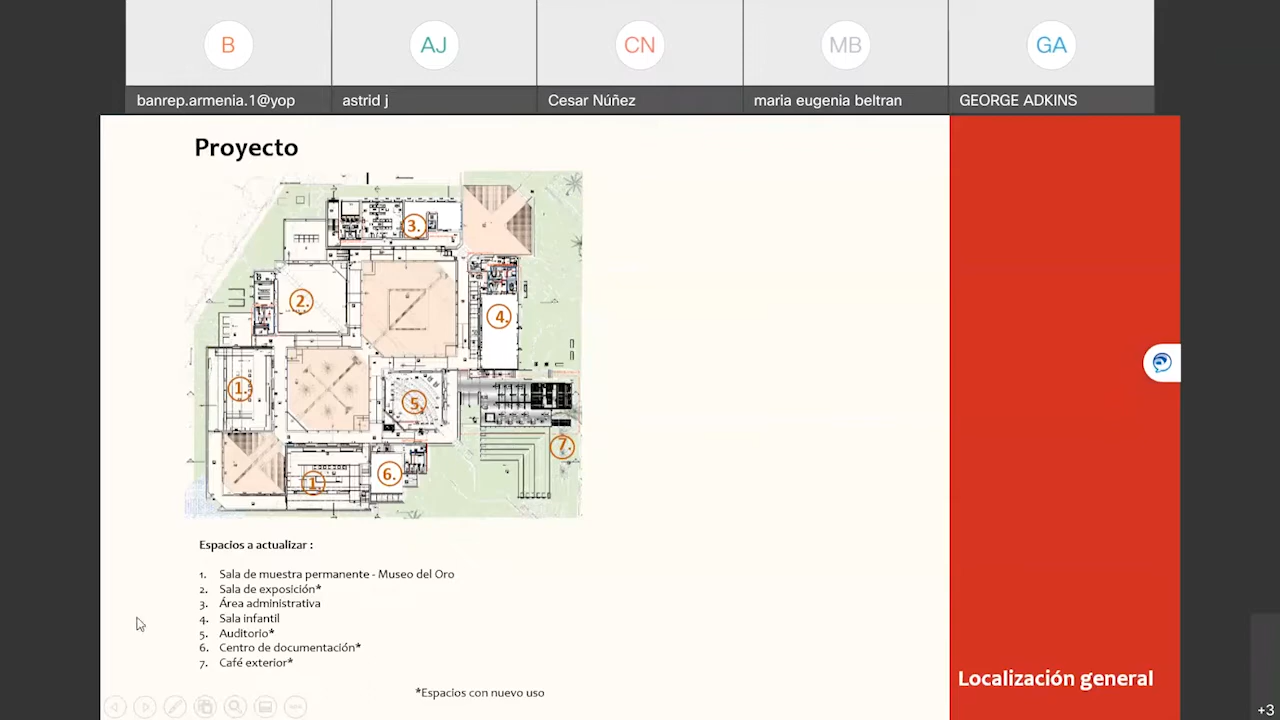 B
AJ
CN
MB
GA
banrep.armenia.1@yop
astrid j
Cesar Núñez
maria eugenia beltran
GEORGE ADKINS
Proyecto
3.
2.
4.
1.
5.
7.
1.
6.
Espacios a actualizar :
1. Sala de muestra permanente - Museo del Oro
2. Sala de exposición*
3. Área administrativa
4. Sala infantil
5. Auditorio*
6. Centro de documentación*
7. Café exterior*
*Espacios con nuevo uso
Localización general
+3